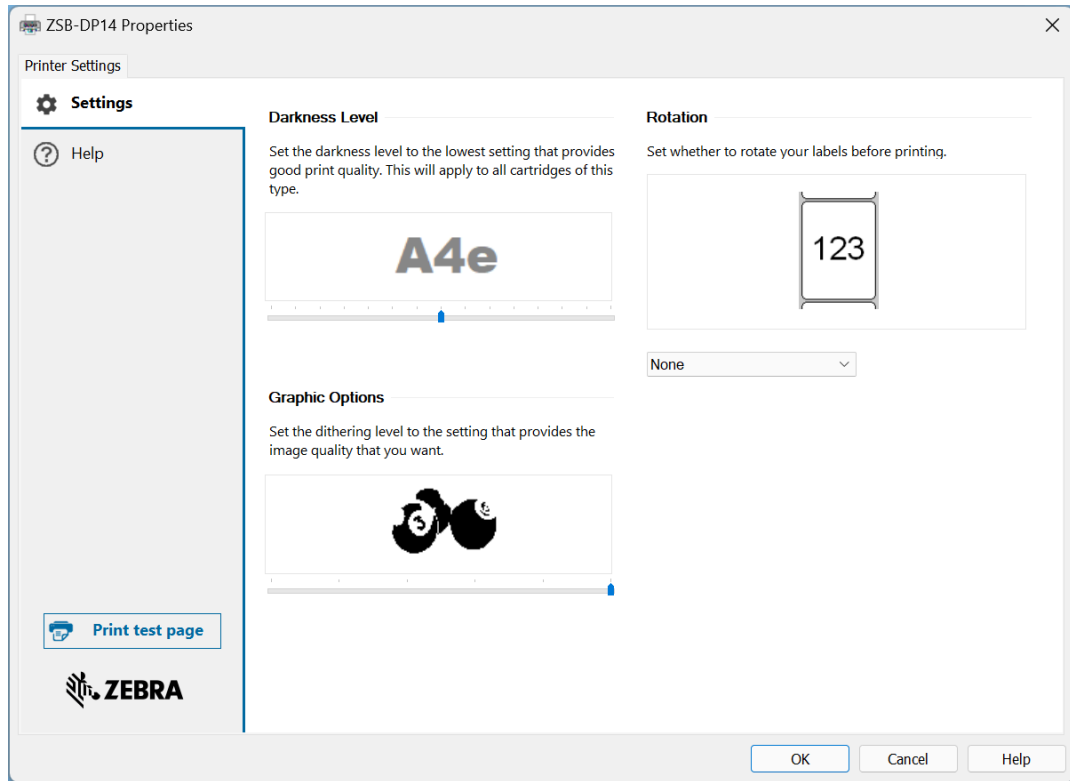 ZSB-DP14 Properties
Printer Settings
Settings
Help
Print test page
ZEBRA
Darkness Level
Set the darkness level to the lowest setting that provides
good print quality. This will apply to all cartridges of this
type.
A4e
Graphic Options
Set the dithering level to the setting that provides the
image quality that you want.
3
Rotation
Set whether to rotate your labels before printing.
123
None
OK
Cancel
Help